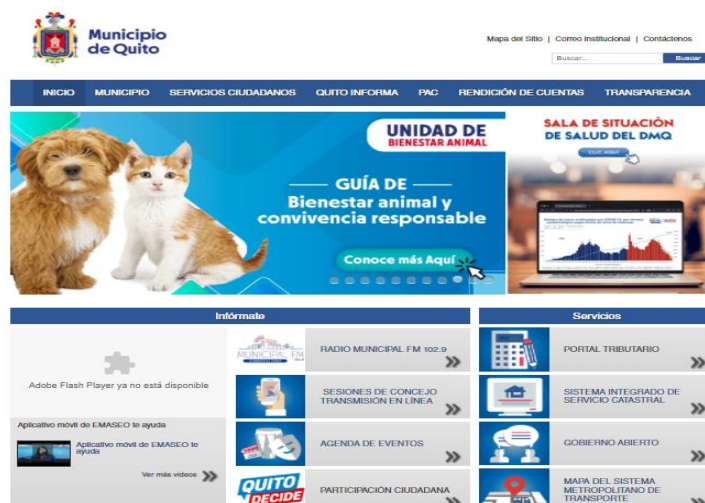 Municipio
de Quito
Mapa del Sitio | Correo Institucional | Contáctenos
Buscar...
Buscar
INICIO
MUNICIPIO
SERVICIOS CIUDADANOS
QUITO INFORMA
PAC
RENDICIÓN DE CUENTAS
TRANSPARENCIA
UNIDAD DE
BIENESTAR ANIMAL
GUÍA DE
Bienestar animal y
convivencia responsable
Conoce más Aquí
SALA DE SITUACIÓN
DE SALUD DEL DMQ
CLIC AQUÍ
Infórmate
Adobe Flash Player ya no está disponible
Aplicativo móvil de EMASEO te ayuda
Aplicativo móvil de EMASEO te
ayuda
Ver más videos
MUNICIPAL FM
RADIO MUNICIPAL FM 102.9
SESIONES DE CONCEJO
TRANSMISIÓN EN LÍNEA
AGENDA DE EVENTOS
QUITO
DECIDE
PARTICIPACIÓN CIUDADANA
Servicios
PORTAL TRIBUTARIO
SISTEMA INTEGRADO DE
SERVICIO CATASTRAL
GOBIERNO ABIERTO
MAPA DEL SISTEMA
METROPOLITANO DE
TRANSPORTE